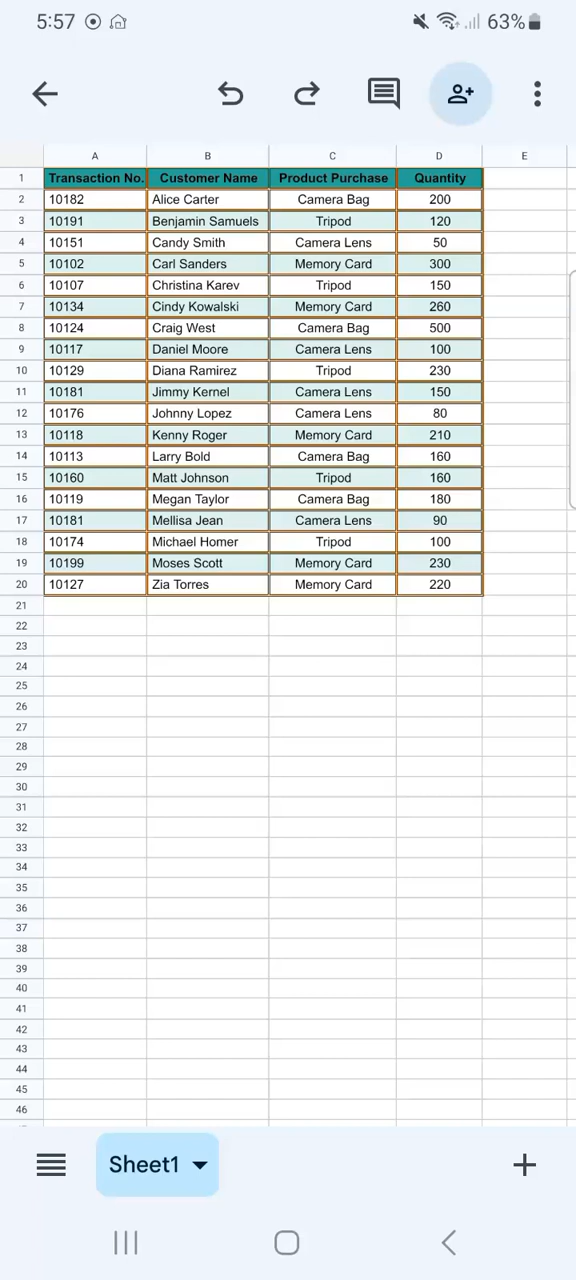 5:57 63%
A B C D E
1 Transaction No. Customer Name Product Purchase Quantity
2 10182 Alice Carter Camera Bag 200
3 10191 Benjamin Samuels Tripod 120
4 10151 Candy Smith Camera Lens 50
5 10102 Carl Sanders Memory Card 300
6 10107 Christina Karev Tripod 150
7 10134 Cindy Kowalski Memory Card 260
8 10124 Craig West Camera Bag 500
9 10117 Daniel Moore Camera Lens 100
10 10129 Diana Ramirez Tripod 230
11 10181 Jimmy Kernel Camera Lens 150
12 10176 Johnny Lopez Camera Lens 80
13 10118 Kenny Roger Memory Card 210
14 10113 Larry Bold Camera Bag 160
15 10160 Matt Johnson Tripod 160
16 10119 Megan Taylor Camera Bag 180
17 10181 Mellisa Jean Camera Lens 90
18 10174 Michael Homer Tripod 100
19 10199 Moses Scott Memory Card 230
20 10127 Zia Torres Memory Card 220
21
22
23
24
25
26
27
28
29
30
31
32
33
34
35
36
37
38
39
40
41
42
43
44
45
46
Sheet1